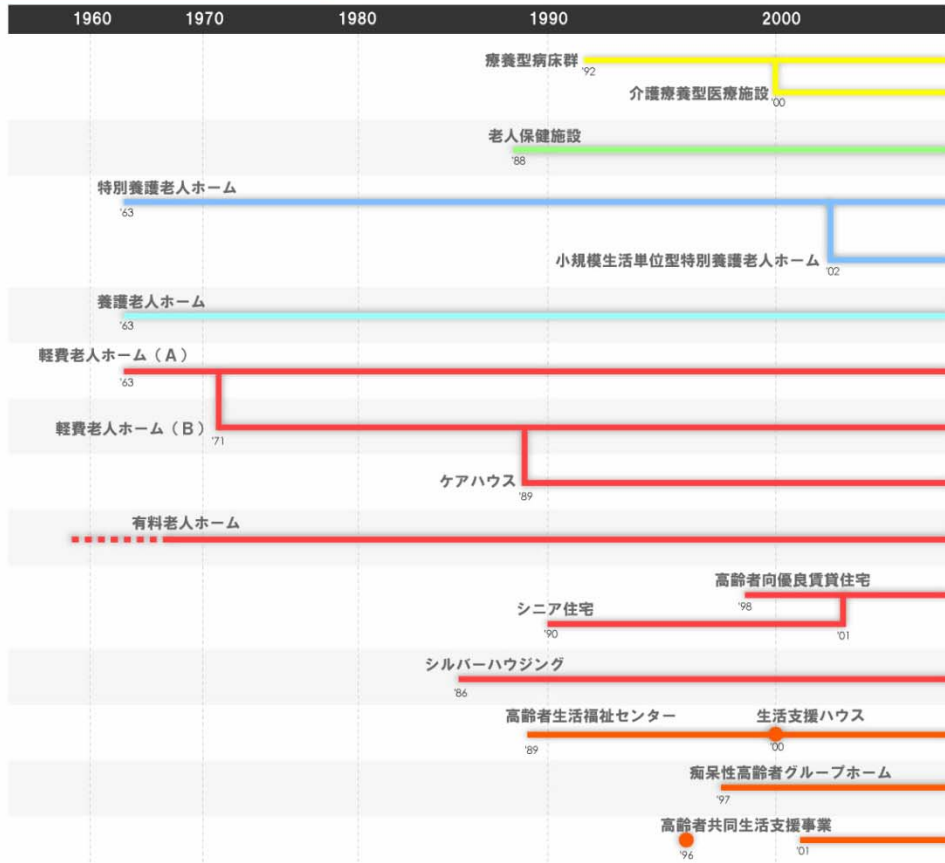 1960 1970 1980 1990 2000
療養型病床群
'92
介護療養型医療施設
'00
老人保健施設
'88
特別養護老人ホーム
'63
小規模生活単位型特別養護老人ホーム
'02
養護老人ホーム
'63
軽費老人ホーム（A）
'63
軽費老人ホーム（B）
'71
ケアハウス
'89
有料老人ホーム
高齢者向優良賃貸住宅
'98
シニア住宅
'90
'01
シルバーハウジング
'86
高齢者生活福祉センター 生活支援ハウス
'89 '00
痴呆性高齢者グループホーム
'97
高齢者共同生活支援事業
'96 '01